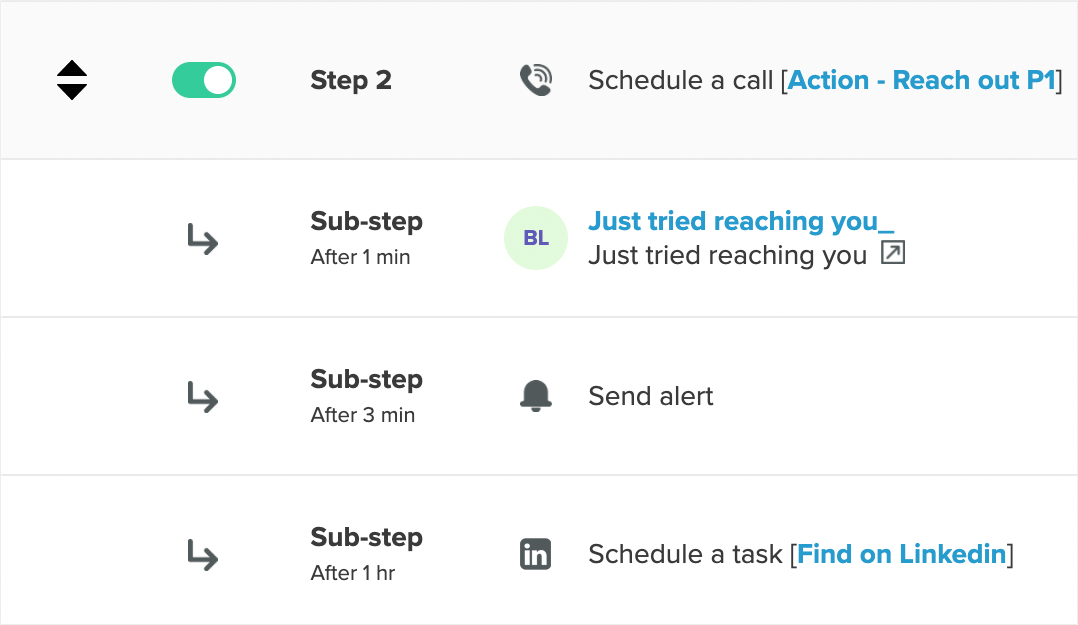 Step 2
Schedule a call [Action - Reach out P1]
Sub-step
After 1 min
BL
Just tried reaching you_
Just tried reaching you
Sub-step
After 3 min
Send alert
Sub-step
After 1 hr
in
Schedule a task [Find on Linkedin]